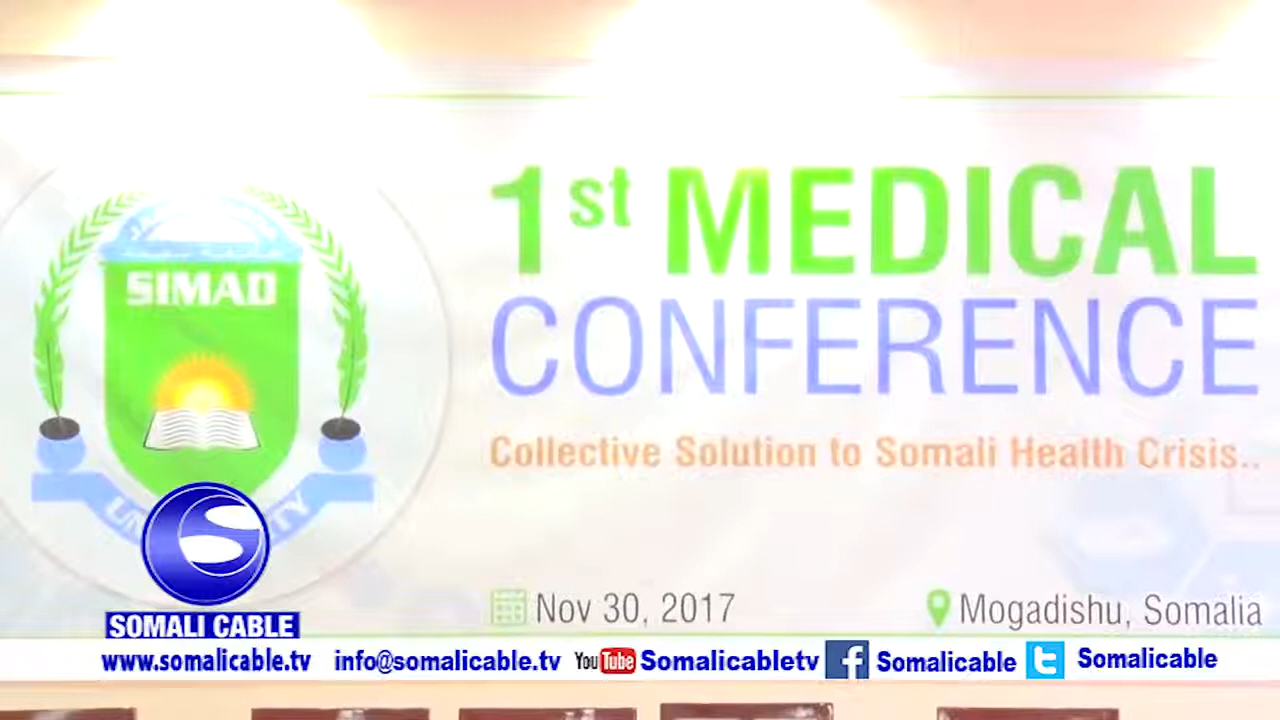 1st MEDICAL
CONFERENCE
Collective Solution to Somali Health Crisis..
SIMAD
Nov 30, 2017
Mogadishu, Somalia
SOMALI CABLE
www.somalicable.tv info@somalicable.tv YouTube Somalicabletv f Somalicable Somalicable